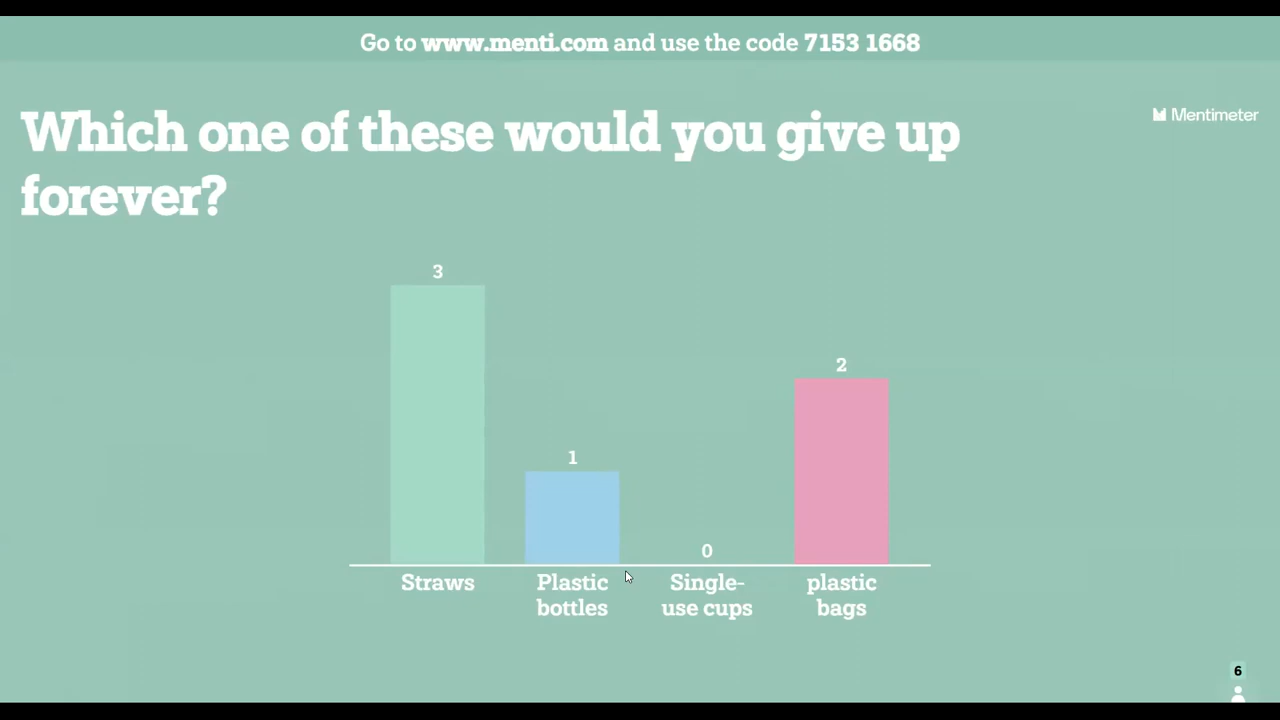 Go to www.menti.com and use the code 7153 1668
Mentimeter
Which one of these would you give up
forever?
3
1
0
2
Straws
Plastic
bottles
Single-
use cups
plastic
bags
6